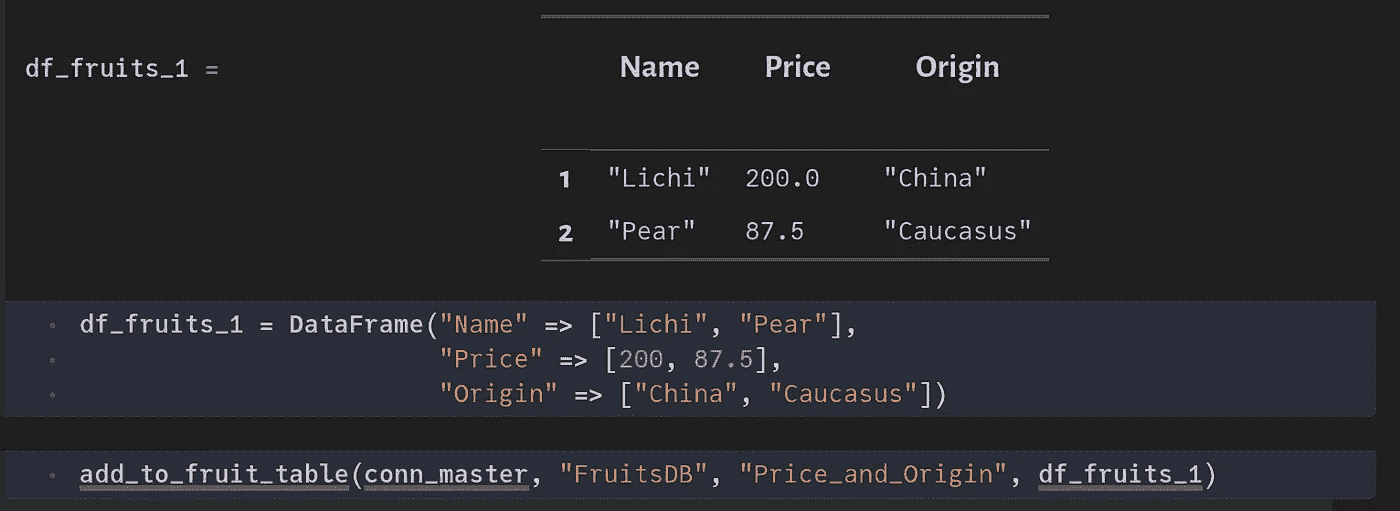 df_fruits_1 =
Name Price Origin
1 "Lichi" 200.0 "China"
2 "Pear" 87.5 "Caucasus"
df_fruits_1 = DataFrame("Name" => ["Lichi", "Pear"],
"Price" => [200, 87.5],
"Origin" => ["China", "Caucasus"])
add_to_fruit_table(conn_master, "FruitsDB", "Price_and_Origin", df_fruits_1)